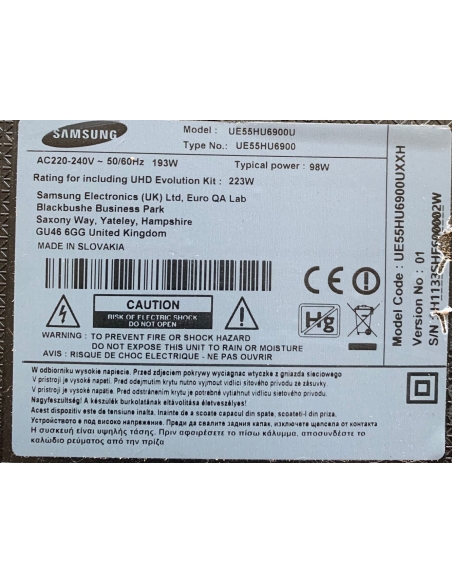 SAMSUNG
Model : UE55HU6900U
Type No.: UE55HU6900
AC220-240V ~ 50/60Hz 193W Typical power : 98W
Rating for including UHD Evolution Kit : 223W
Samsung Electronics (UK) Ltd, Euro QA Lab
Blackbushe Business Park
Saxony Way, Yateley, Hampshire
GU46 6GG United Kingdom
MADE IN SLOVAKIA
CAUTION
RISK OF ELECTRIC SHOCK
DO NOT OPEN
CE
Hg
WARNING : TO PREVENT FIRE OR SHOCK HAZARD
DO NOT EXPOSE TO RAIN OR MOISTURE
AVIS : RISQUE DE CHOC ELECTRIQUE - NE PAS OUVRIR
W odbiorniku wysokie napiecie. Przed zdjeciem pokrywy wyciagnac wtyczke z gniazda sieciowego
V pristroji je vysoké napatí. Pred odejmutím krytu nutno vyjmout vidlici sítového prívodu ze zásuvky.
V prístroji je vysoké napätie. Pred odstránením krytu je potrebné vytiahnut vidlicu sietového prívodu.
Nagyfeszültség! A készülék burkolatának eltávolítása életveszélyes!
Acest dispozitiv este de tensiune inalta. Inainte de a scoate capacul din spate, scoateti-l din priza.
Устройство е под високо напрежение. Преди да свалите задния капак, изключете щепсела от контакта
Η συσκευή είναι υψηλής τάσης. Πριν αφαιρέσετε το πίσω κάλυμμα, αποσυνδέστε το
καλώδιο ρεύματος από την πρίζα
Model Code : UE55HU6900UXXH
Version No : 01
S/N